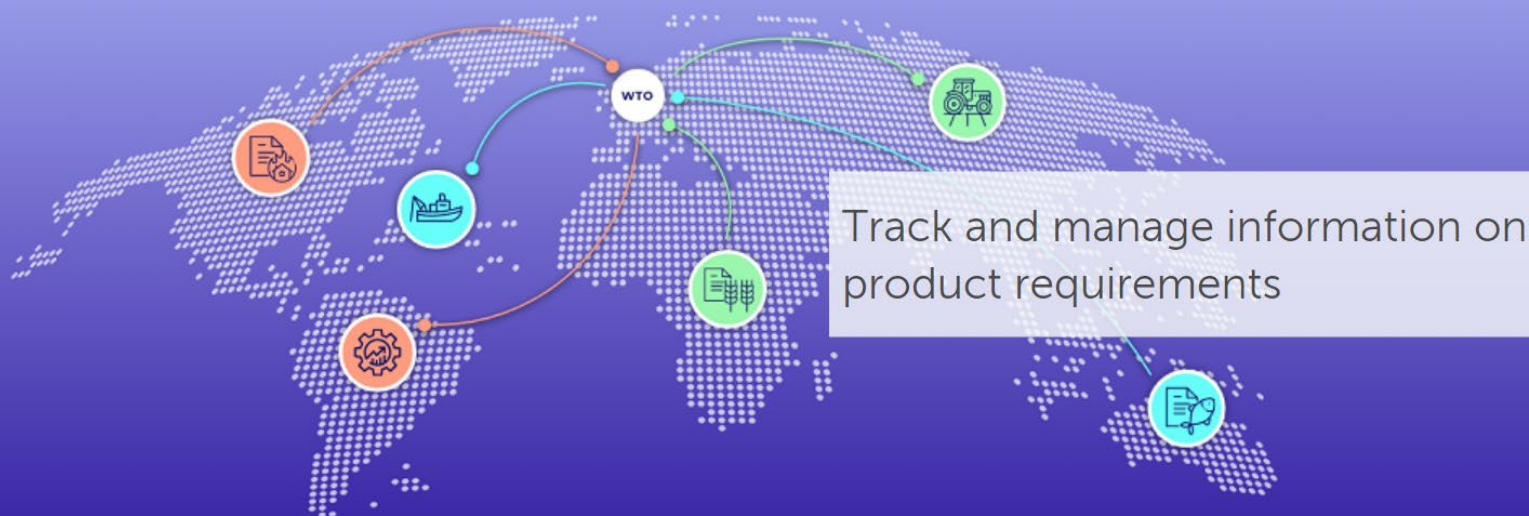 WTO
Track and manage information on
product requirements